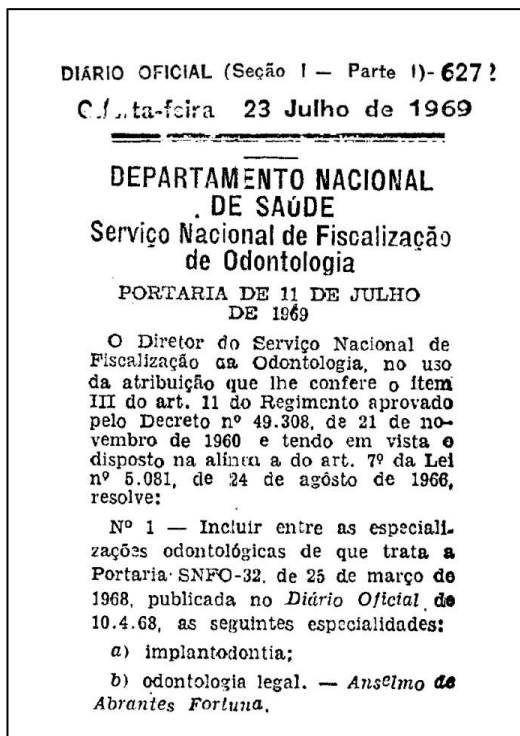 DIÁRIO OFICIAL (Seção I — Parte I)- 627
23 Julho de 1969
DEPARTAMENTO NACIONAL
DE SAÚDE
Serviço Nacional de Fiscalização
de Odontologia
PORTARIA DE 11 DE JULHO
DE 1969
O Diretor do Serviço Nacional de
Fiscalização da Odontologia, no uso
da atribuição que lhe confere o item
III do art. 11 do Regimento aprovado
pelo Decreto nº 49.308, de 21 de no-
vembro de 1960 e tendo em vista o
disposto na alínea a do art. 7º da Lei
nº 5.081, de 24 de agôsto de 1966,
resolve:
Nº 1 — Incluir entre as especiali-
zações odontológicas de que trata a
Portaria SNFO-32, de 25 de março de
1968, publicada no Diário Oficial de
10.4.68, as seguintes especialidades:
a) implantodontia;
b) odontologia legal. — Anselmo de
Abrantes Fortuna.